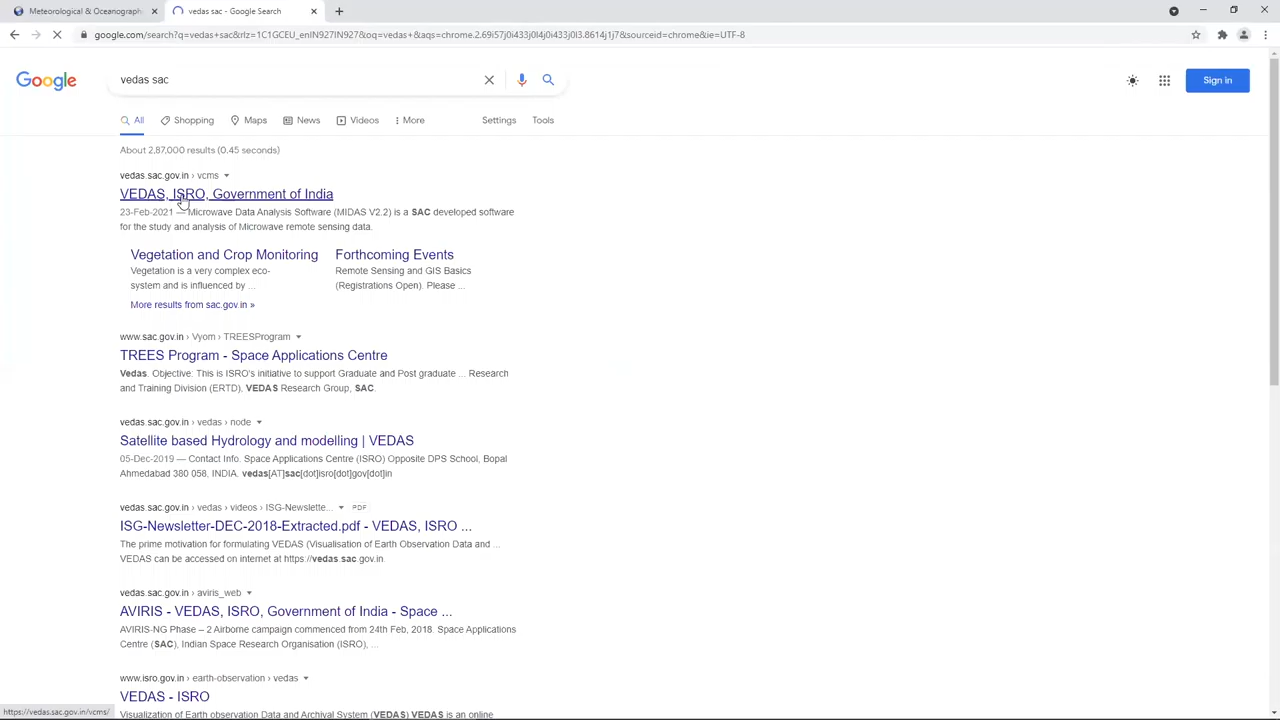 Meteorological & Oceanography
vedas sac - Google Search
google.com/search?q=vedas+sac&rlz=1C1GCEU_enIN927IN927&oq=vedas+&aqs=chrome.2.69i57j0i433j0l4j0i433j0l3.8614j1j7&sourceid=chrome&ie=UTF-8
Google
vedas sac
Sign in
All
Shopping
Maps
News
Videos
More
Settings
Tools
About 2,87,000 results (0.45 seconds)
vedas.sac.gov.in › vcms
VEDAS, ISRO, Government of India
23-Feb-2021 — Microwave Data Analysis Software (MIDAS V2.2) is a SAC developed software
for the study and analysis of Microwave remote sensing data.
Vegetation and Crop Monitoring
Vegetation is a very complex eco-
system and is influenced by ...
Forthcoming Events
Remote Sensing and GIS Basics
(Registrations Open). Please ...
More results from sac.gov.in »
www.sac.gov.in › Vyom › TREESProgram
TREES Program - Space Applications Centre
Vedas. Objective: This is ISRO's initiative to support Graduate and Post graduate ... Research
and Training Division (ERTD), VEDAS Research Group, SAC.
vedas.sac.gov.in › vedas › node
Satellite based Hydrology and modelling | VEDAS
05-Dec-2019 — Contact Info. Space Applications Centre (ISRO) Opposite DPS School, Bopal
Ahmedabad 380 058, INDIA. vedas[AT]sac[dot]isro[dot]gov[dot]in
vedas.sac.gov.in › vedas › videos › ISG-Newslette... PDF
ISG-Newsletter-DEC-2018-Extracted.pdf - VEDAS, ISRO ...
The prime motivation for formulating VEDAS (Visualisation of Earth Observation Data and ...
VEDAS can be accessed on internet at https://vedas.sac.gov.in.
vedas.sac.gov.in › aviris_web
AVIRIS - VEDAS, ISRO, Government of India - Space ...
AVIRIS-NG Phase – 2 Airborne campaign commenced from 24th Feb, 2018. Space Applications
Centre (SAC), Indian Space Research Organisation (ISRO), ...
www.isro.gov.in › earth-observation › vedas
VEDAS - ISRO
Visualization of Earth observation Data and Archival System (VEDAS) VEDAS is an online
https://vedas.sac.gov.in/vcms/